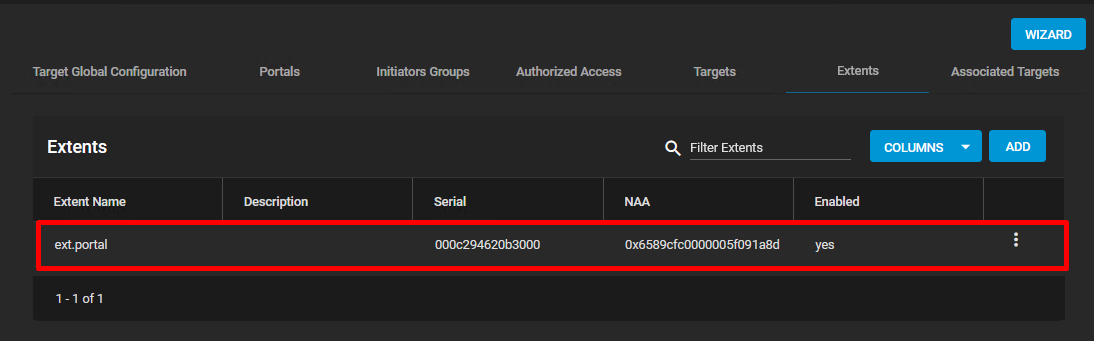 WIZARD
Target Global Configuration Portals Initiators Groups Authorized Access Targets Extents Associated Targets
Extents Filter Extents COLUMNS ADD
Extent Name Description Serial NAA Enabled
ext.portal 000c294620b3000 0x6589cfc0000005f091a8d yes
1 - 1 of 1